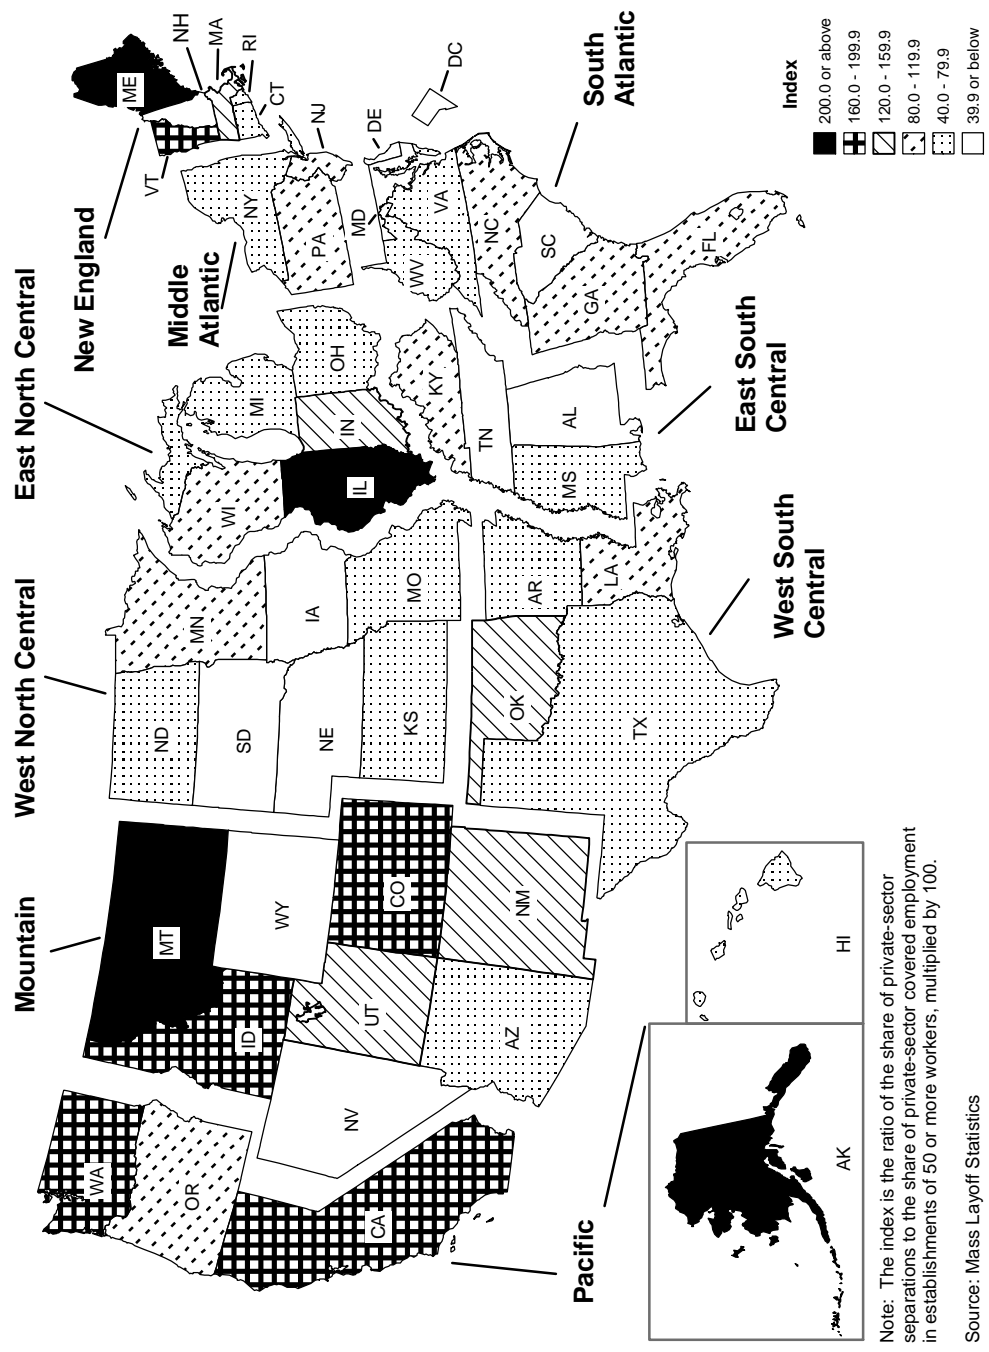 New England
Middle
Atlantic
South
Atlantic
East North Central
West North Central
East South
Central
West South
Central
Mountain
Pacific
ME
NH
MA
RI
CT
VT
NY
NJ
PA
DE
MD
DC
VA
WV
NC
SC
GA
FL
OH
MI
IN
IL
WI
KY
TN
AL
MS
MN
IA
MO
ND
SD
NE
KS
AR
LA
OK
TX
MT
ID
WY
CO
NM
UT
AZ
NV
WA
OR
CA
AK
HI
Index
200.0 or above
160.0 - 199.9
120.0 - 159.9
80.0 - 119.9
40.0 - 79.9
39.9 or below
Note: The index is the ratio of the share of private-sector
separations to the share of private-sector covered employment
in establishments of 50 or more workers, multiplied by 100.
Source: Mass Layoff Statistics